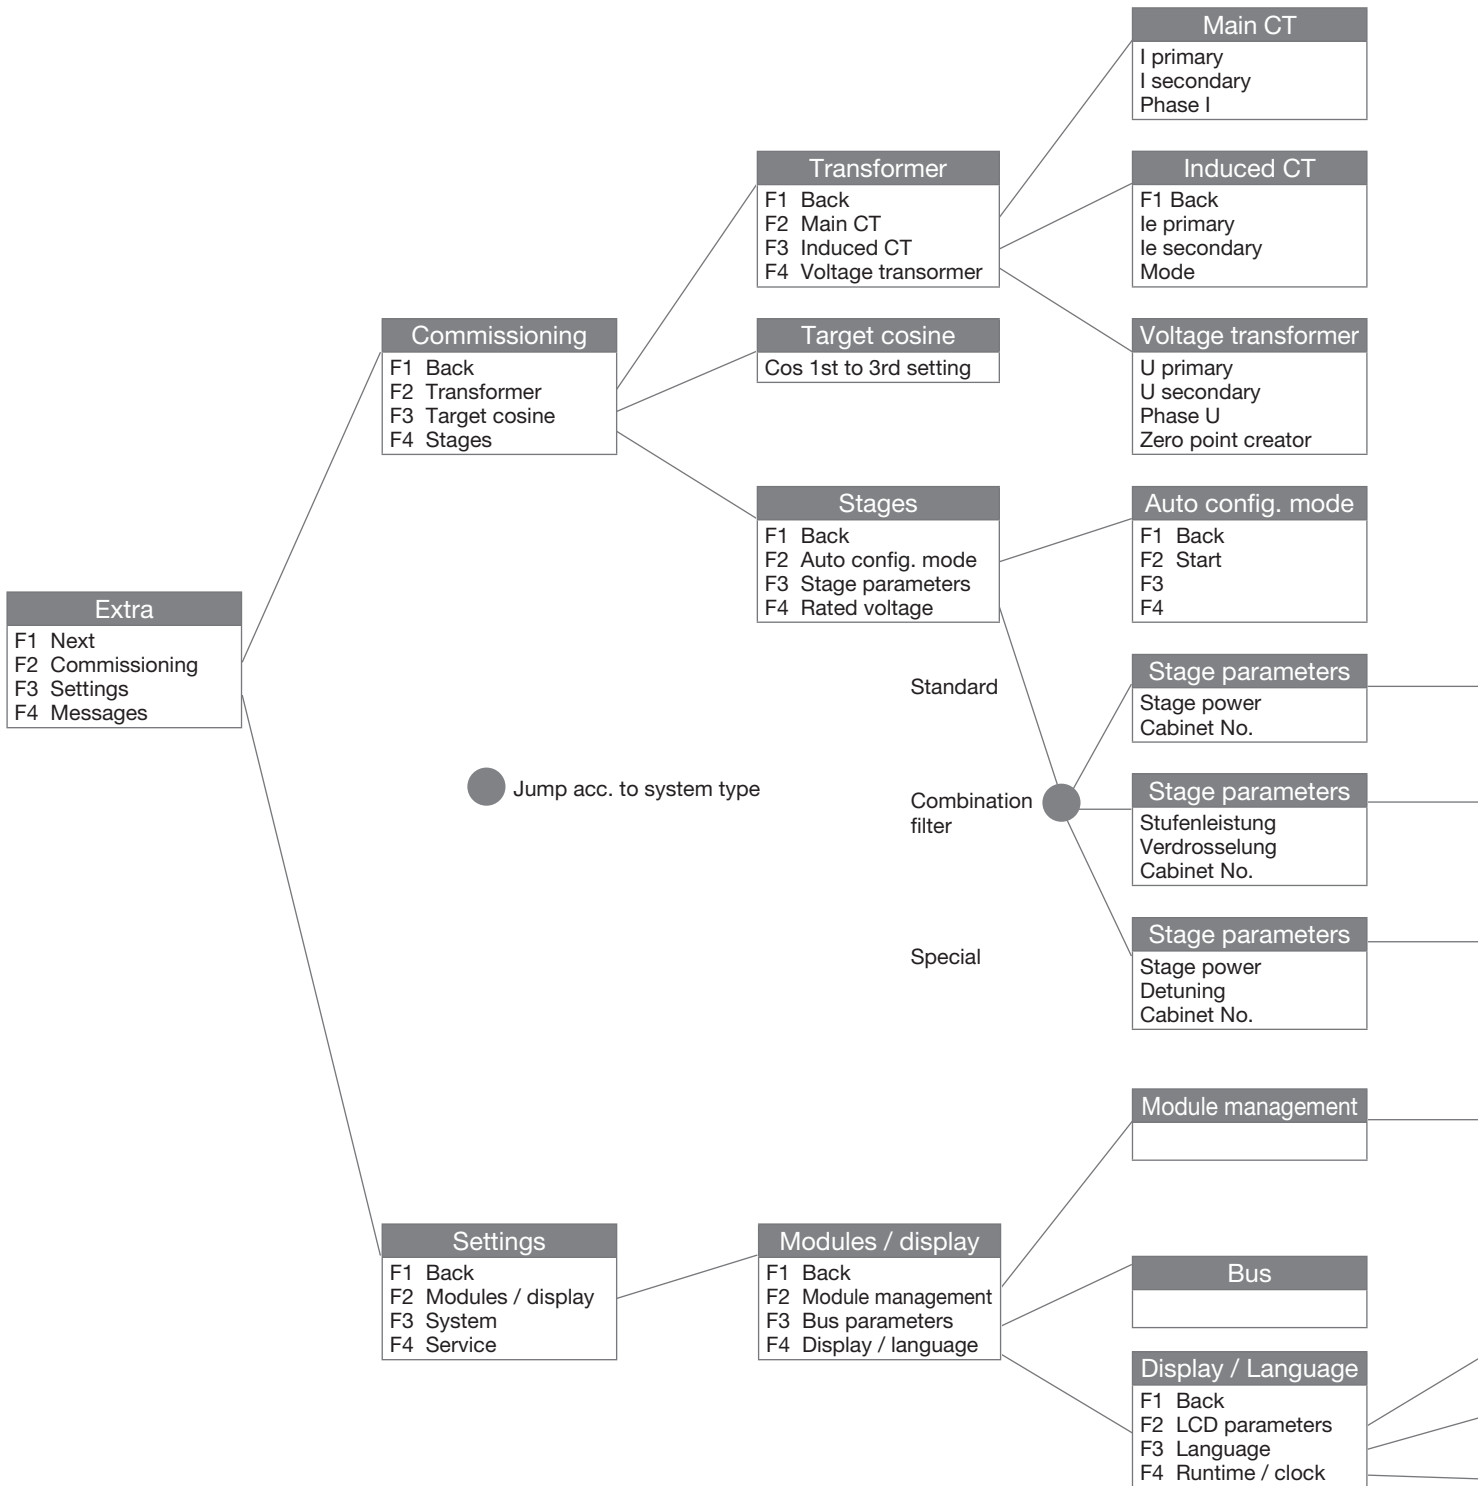 Main CT
I primary
I secondary
Phase I
Transformer
F1 Back
F2 Main CT
F3 Induced CT
F4 Voltage transormer
Induced CT
F1 Back
Ie primary
Ie secondary
Mode
Commissioning
F1 Back
F2 Transformer
F3 Target cosine
F4 Stages
Target cosine
Cos 1st to 3rd setting
Voltage transformer
U primary
U secondary
Phase U
Zero point creator
Stages
F1 Back
F2 Auto config. mode
F3 Stage parameters
F4 Rated voltage
Auto config. mode
F1 Back
F2 Start
F3
F4
Extra
F1 Next
F2 Commissioning
F3 Settings
F4 Messages
Standard
Stage parameters
Stage power
Cabinet No.
Jump acc. to system type
Combination
filter
Stage parameters
Stufenleistung
Verdrosselung
Cabinet No.
Special
Stage parameters
Stage power
Detuning
Cabinet No.
Module management
Settings
F1 Back
F2 Modules / display
F3 System
F4 Service
Modules / display
F1 Back
F2 Module management
F3 Bus parameters
F4 Display / language
Bus
Display / Language
F1 Back
F2 LCD parameters
F3 Language
F4 Runtime / clock